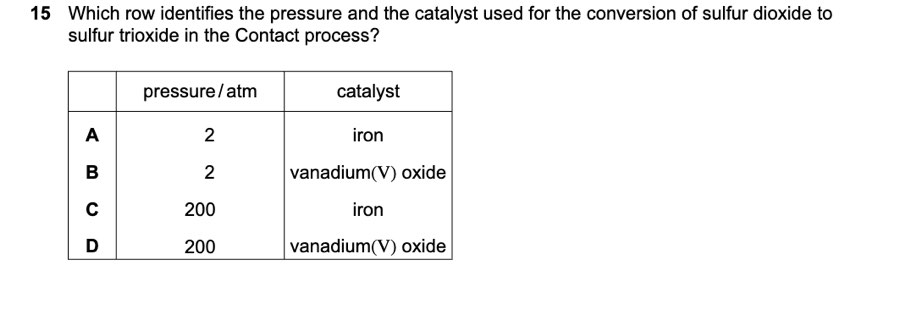 15 Which row identifies the pressure and the catalyst used for the conversion of sulfur dioxide to
sulfur trioxide in the Contact process?
pressure / atm catalyst
A 2 iron
B 2 vanadium(V) oxide
C 200 iron
D 200 vanadium(V) oxide